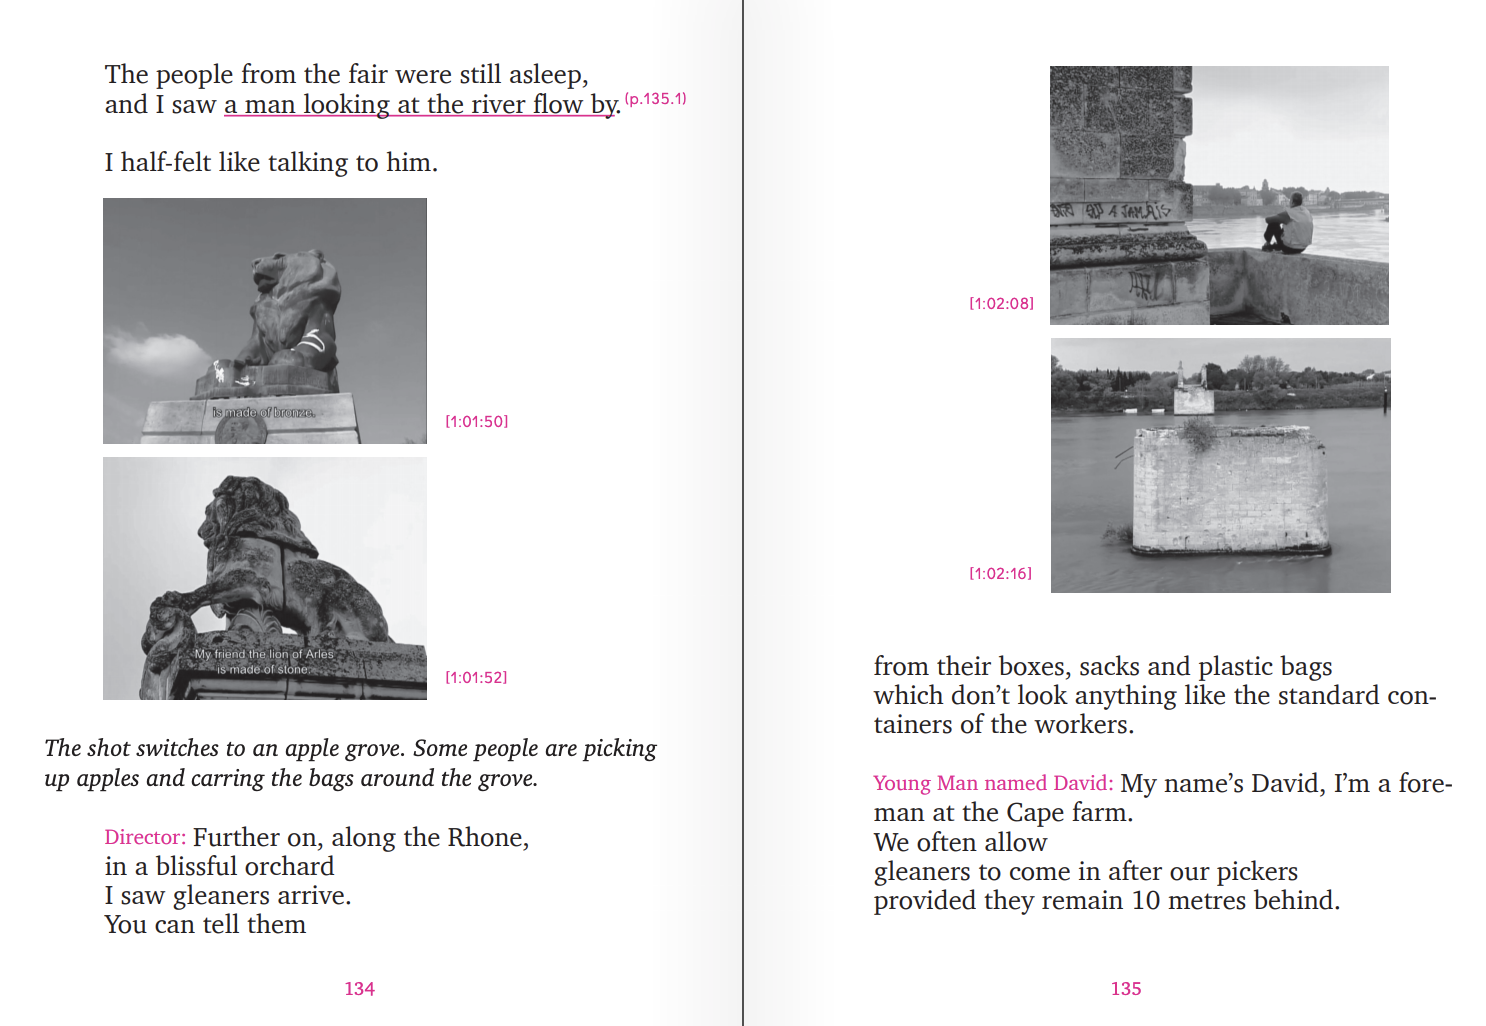 The people from the fair were still asleep,
and I saw a man looking at the river flow by. (p.135.1)
I half-felt like talking to him.
is made of bronze.
[1:01:50]
My friend the lion of Arles
is made of stone.
[1:01:52]
The shot switches to an apple grove. Some people are picking
up apples and carring the bags around the grove.
Director: Further on, along the Rhone,
in a blissful orchard
I saw gleaners arrive.
You can tell them
134
A JAMAIS
[1:02:08]
[1:02:16]
from their boxes, sacks and plastic bags
which don’t look anything like the standard con-
tainers of the workers.
Young Man named David: My name’s David, I’m a fore-
man at the Cape farm.
We often allow
gleaners to come in after our pickers
provided they remain 10 metres behind.
135